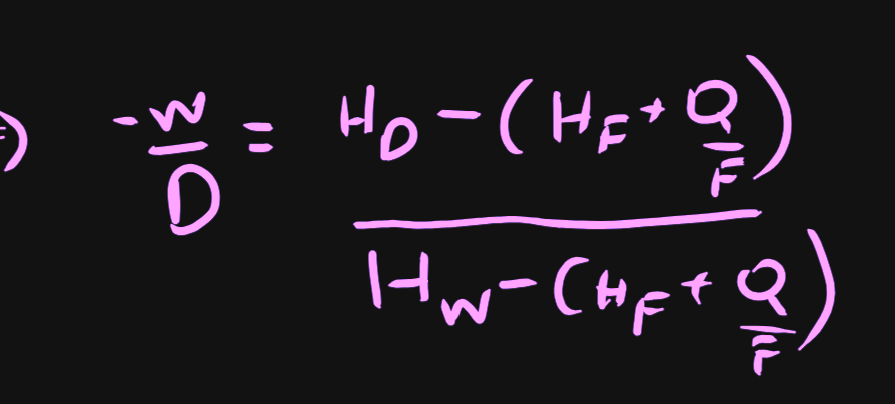 ) -W/D = (H_D - (H_F + Q/F)) / (H_W - (H_F + Q/F))